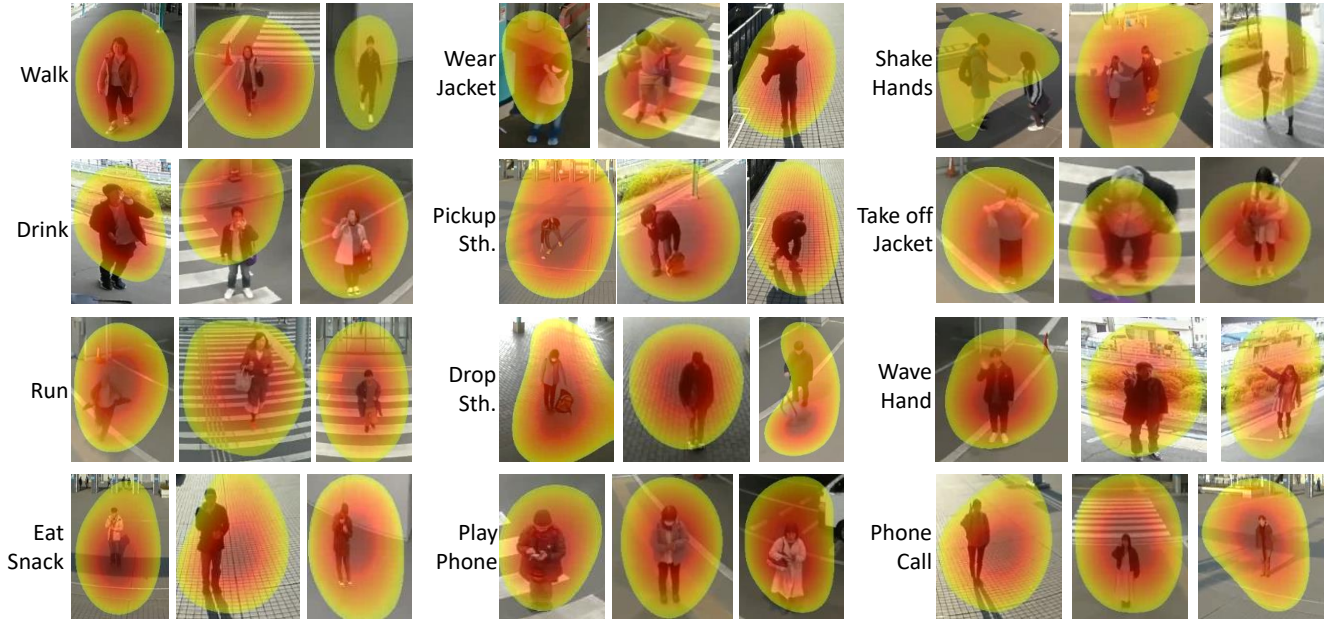 Walk
Wear
Jacket
Shake
Hands
Drink
Pickup
Sth.
Take off
Jacket
Run
Drop
Sth.
Wave
Hand
Eat
Snack
Play
Phone
Phone
Call